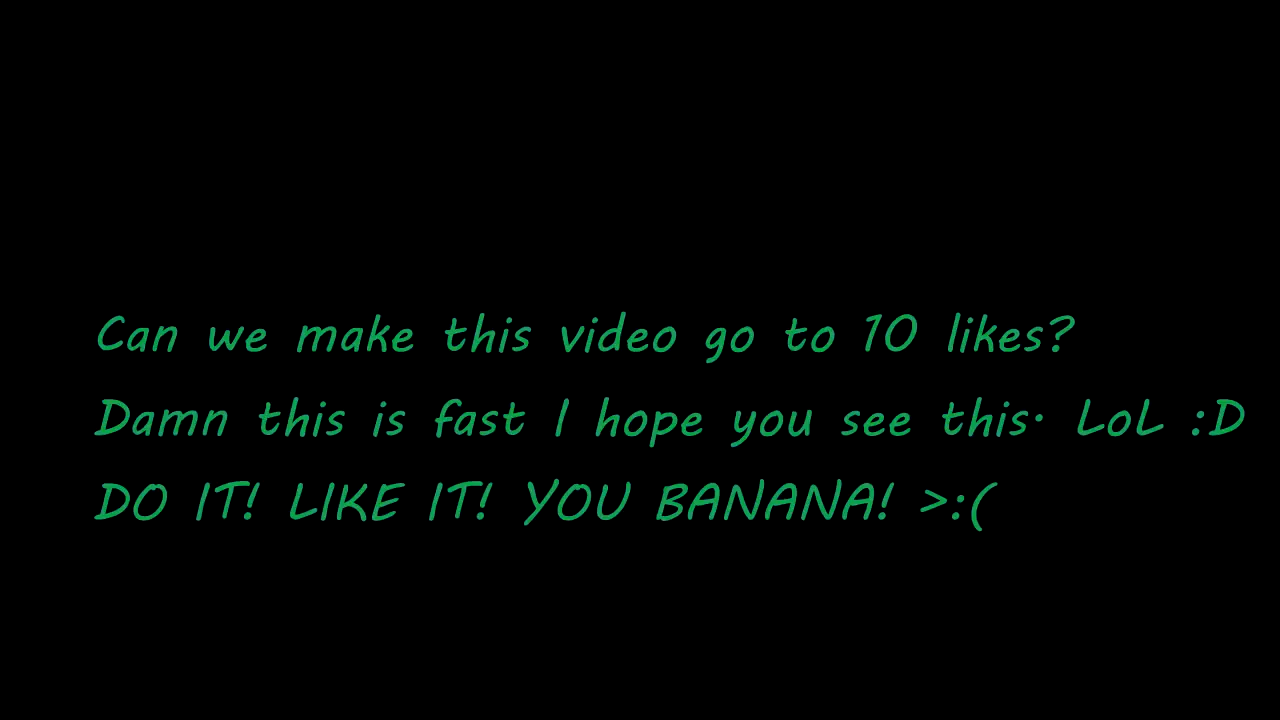 Can we make this video go to 10 likes?
Damn this is fast I hope you see this. LoL :D
DO IT! LIKE IT! YOU BANANA! >:(